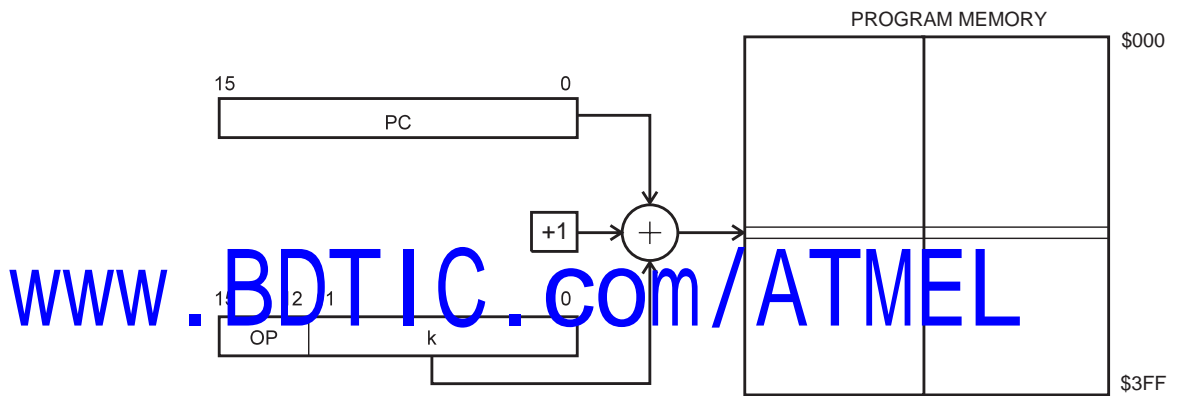 PROGRAM MEMORY
$000
15 0
PC
+1
+
www.BDTIC.com/ATMEL
0
OP k
$3FF